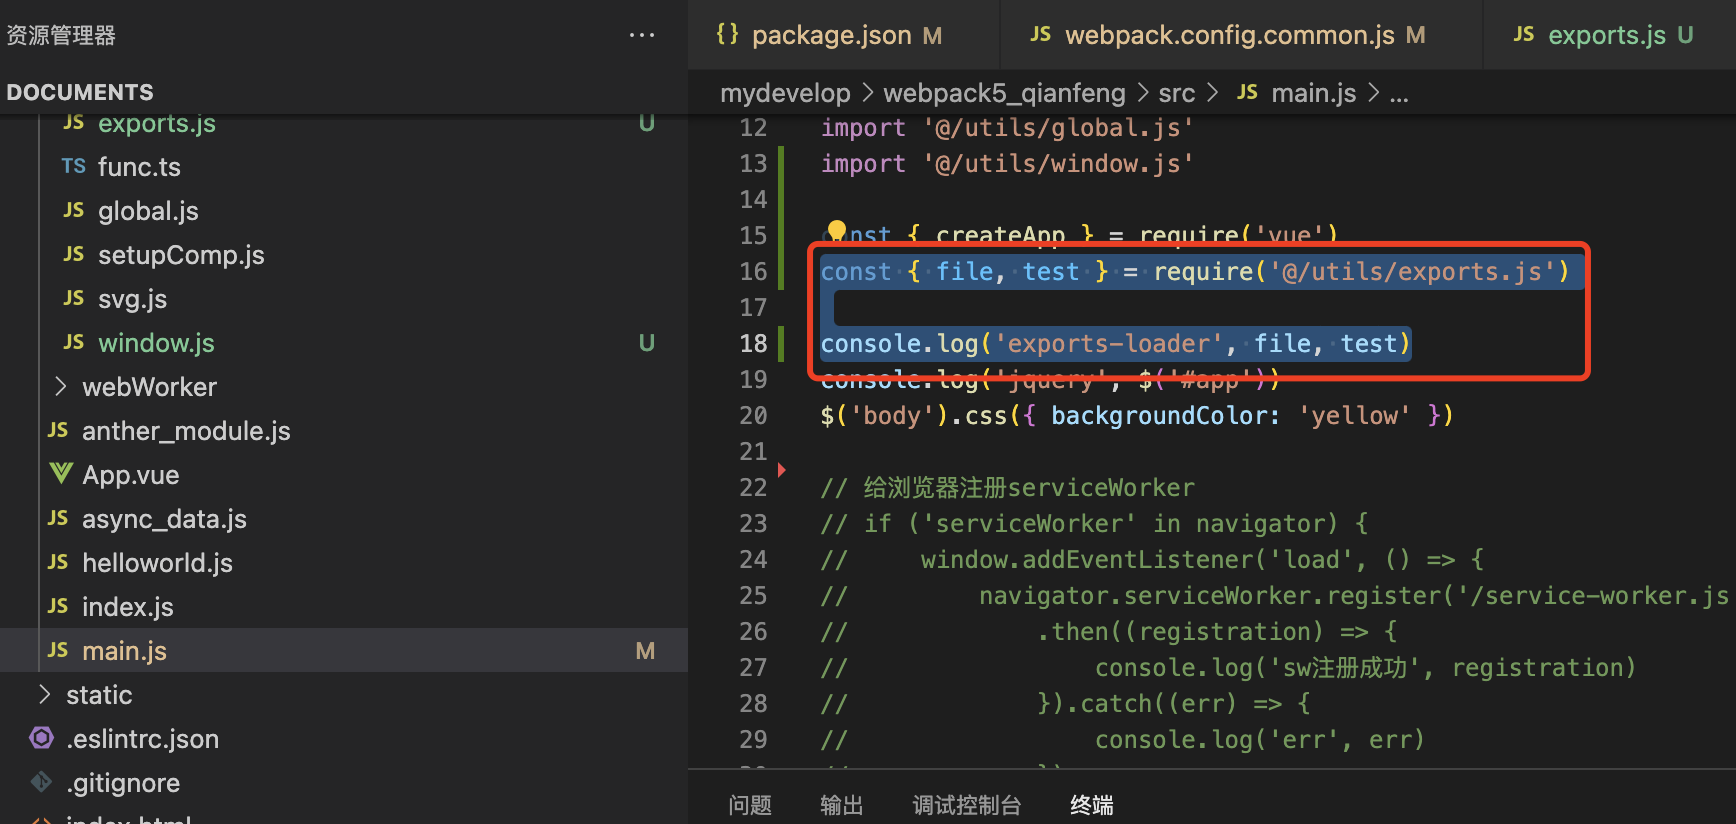 资源管理器 ...
DOCUMENTS
JS exports.js U
TS func.ts
JS global.js
JS setupComp.js
JS svg.js
JS window.js U
> webWorker
JS anther_module.js
App.vue
JS async_data.js
JS helloworld.js
JS index.js
JS main.js M
> static
.eslintrc.json
.gitignore
index.html
{} package.json M
JS webpack.config.common.js M
JS exports.js U
mydevelop > webpack5_qianfeng > src > JS main.js > ...
12 import '@/utils/global.js'
13 import '@/utils/window.js'
14
15 const { createApp } = require('vue')
16 const { file, test } = require('@/utils/exports.js')
17
18 console.log('exports-loader', file, test)
19 console.log('jquery', $('#app'))
20 $('body').css({ backgroundColor: 'yellow' })
21
22 // 给浏览器注册serviceWorker
23 // if ('serviceWorker' in navigator) {
24 // window.addEventListener('load', () => {
25 // navigator.serviceWorker.register('/service-worker.js
26 // .then((registration) => {
27 // console.log('sw注册成功', registration)
28 // }).catch((err) => {
29 // console.log('err', err)
问题 输出 调试控制台 终端